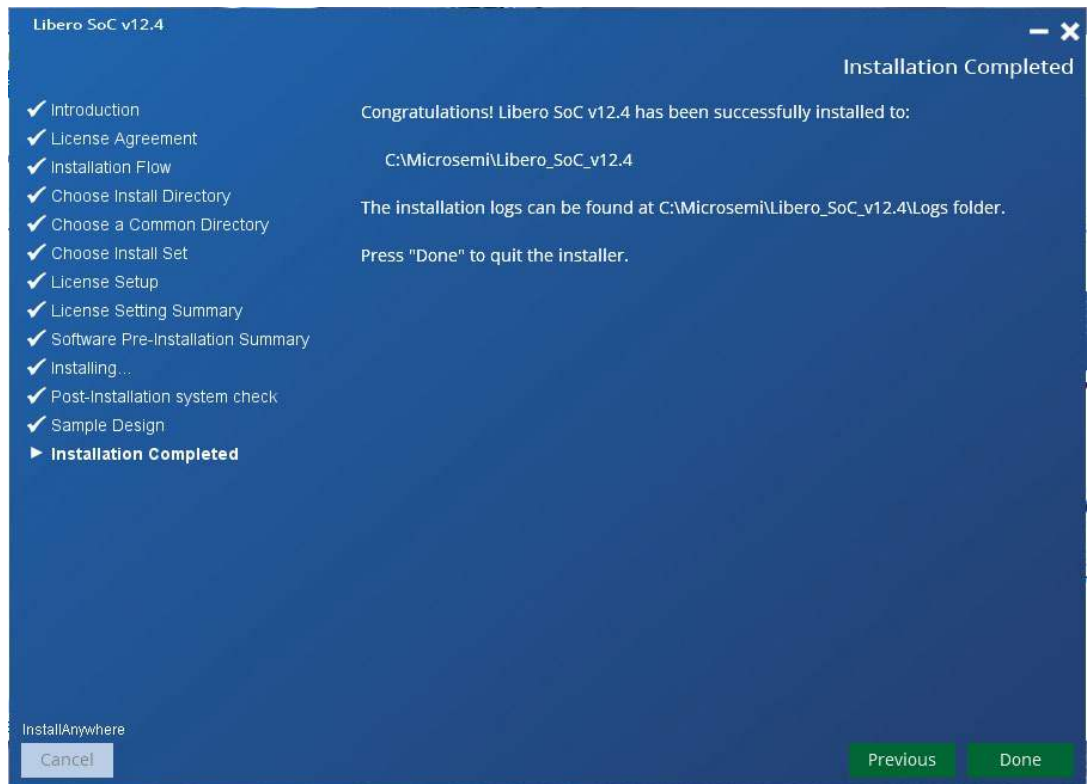 Libero SoC v12.4
Installation Completed
Introduction
License Agreement
Installation Flow
Choose Install Directory
Choose a Common Directory
Choose Install Set
License Setup
License Setting Summary
Software Pre-Installation Summary
Installing...
Post-Installation system check
Sample Design
Installation Completed
Congratulations! Libero SoC v12.4 has been successfully installed to:
C:\Microsemi\Libero_SoC_v12.4
The installation logs can be found at C:\Microsemi\Libero_SoC_v12.4\Logs folder.
Press "Done" to quit the installer.
InstallAnywhere
Cancel
Previous
Done